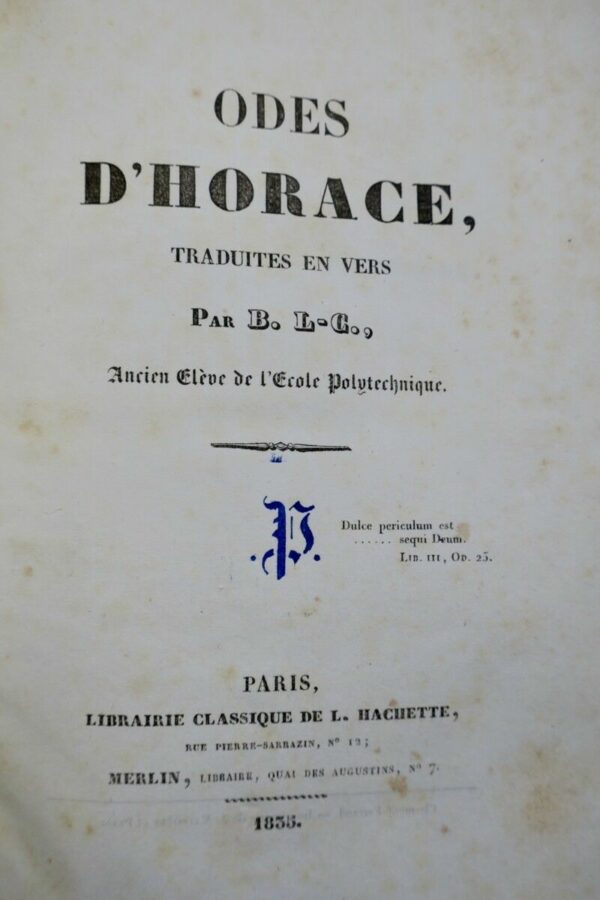 ODES
D'HORACE,
TRADUITES EN VERS
PAR B. L-C.,
Ancien Elève de l'Ecole Polytechnique.
.P.
Dulce periculum est
...... sequi Deum.
LIB. III, OD. 25.
PARIS,
LIBRAIRIE CLASSIQUE DE L. HACHETTE,
RUE PIERRE-SARRAZIN, N° 12;
MERLIN, LIBRAIRE, QUAI DES AUGUSTINS, N° 7.
1835.